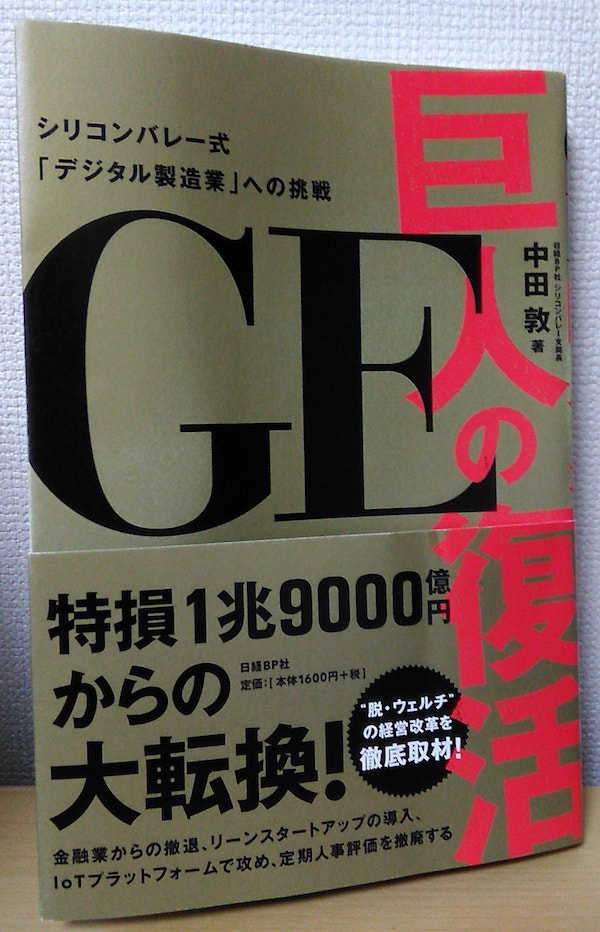 シリコンバレー式
「デジタル製造業」への挑戦
GE
巨人の復活
日経BP社 シリコンバレー支局長
中田 敦 著
特損1兆9000億円
からの
大転換!
日経BP社
定価:[本体1600円+税]
"脱・ウェルチ"
の経営改革を
徹底取材!
金融業からの撤退、リーンスタートアップの導入、
IoTプラットフォームで攻め、定期人事評価を撤廃する